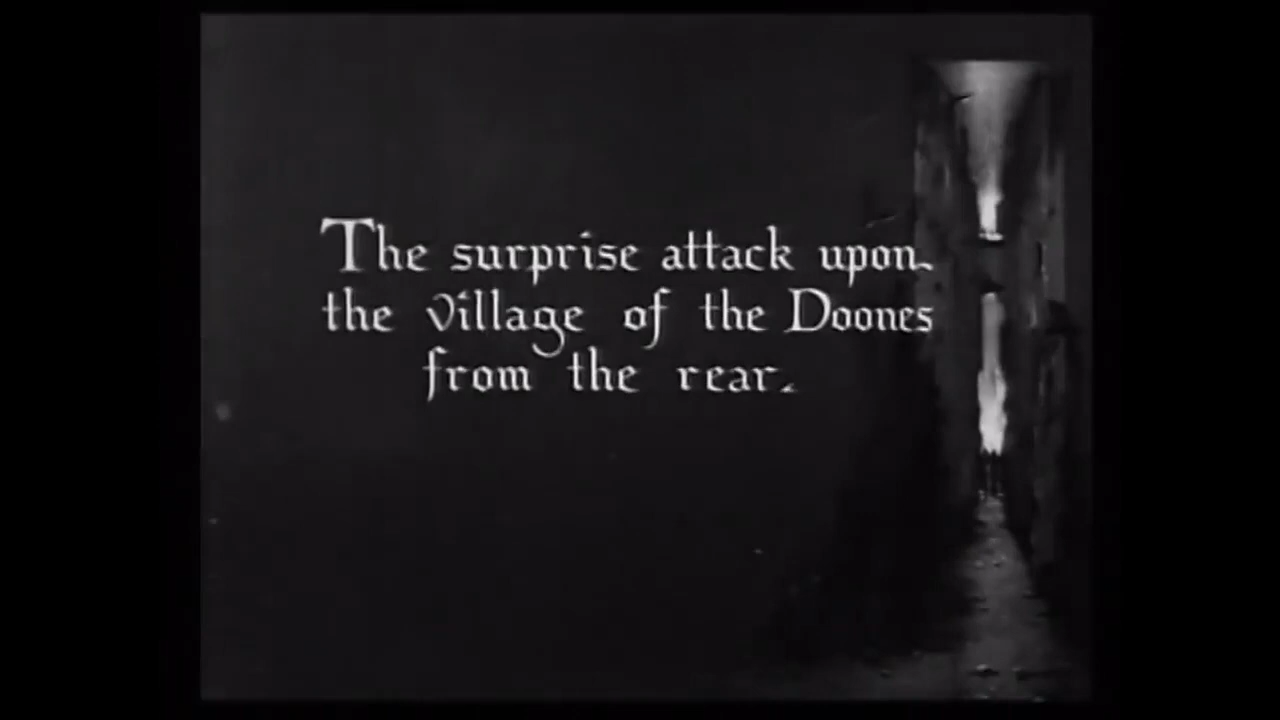 The surprise attack upon
the village of the Doones
from the rear.